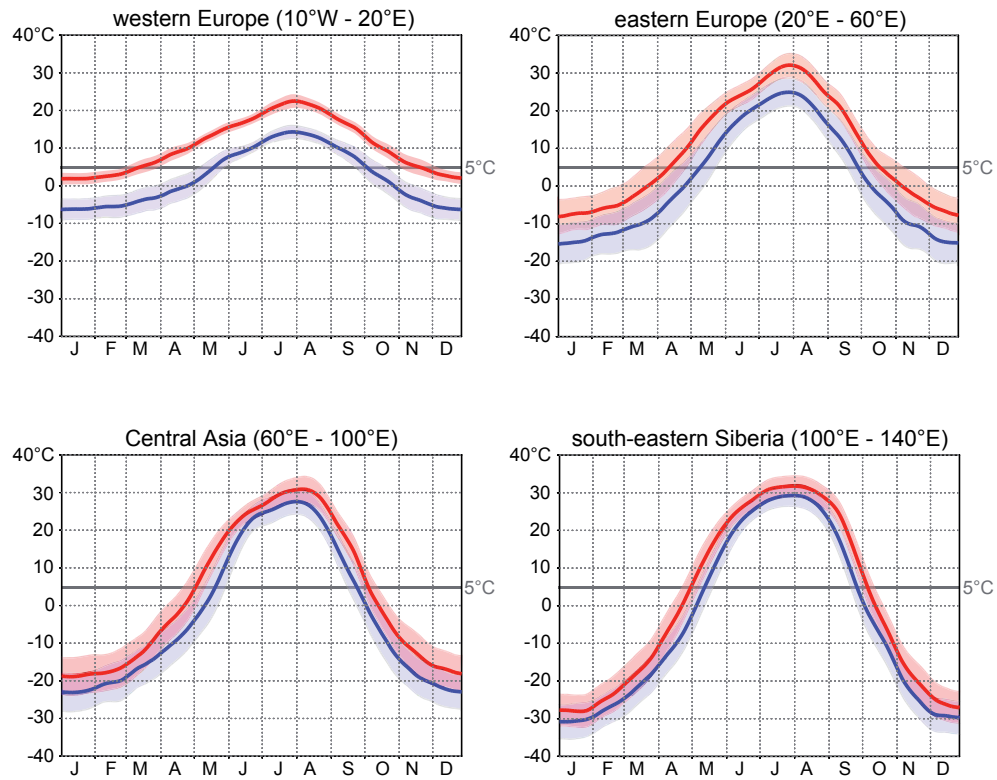 western Europe (10°W - 20°E)
40°C
30
20
10
0
-10
-20
-30
-40
5°C
J F M A M J J A S O N D
eastern Europe (20°E - 60°E)
40°C
30
20
10
0
-10
-20
-30
-40
5°C
J F M A M J J A S O N D
Central Asia (60°E - 100°E)
40°C
30
20
10
0
-10
-20
-30
-40
5°C
J F M A M J J A S O N D
south-eastern Siberia (100°E - 140°E)
40°C
30
20
10
0
-10
-20
-30
-40
5°C
J F M A M J J A S O N D